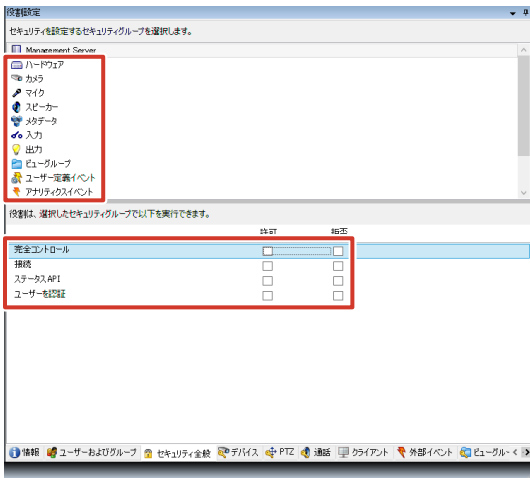 役割設定
セキュリティを設定するセキュリティグループを選択します。
Management Server
ハードウェア
カメラ
マイク
スピーカー
メタデータ
入力
出力
ビューグループ
ユーザー定義イベント
アナリティクスイベント
役割は、選択したセキュリティグループで以下を実行できます。
許可 拒否
完全コントロール
接続
ステータス API
ユーザーを認証
情報 ユーザーおよびグループ セキュリティ全般 デバイス PTZ 通話 クライアント 外部イベント ビューグル